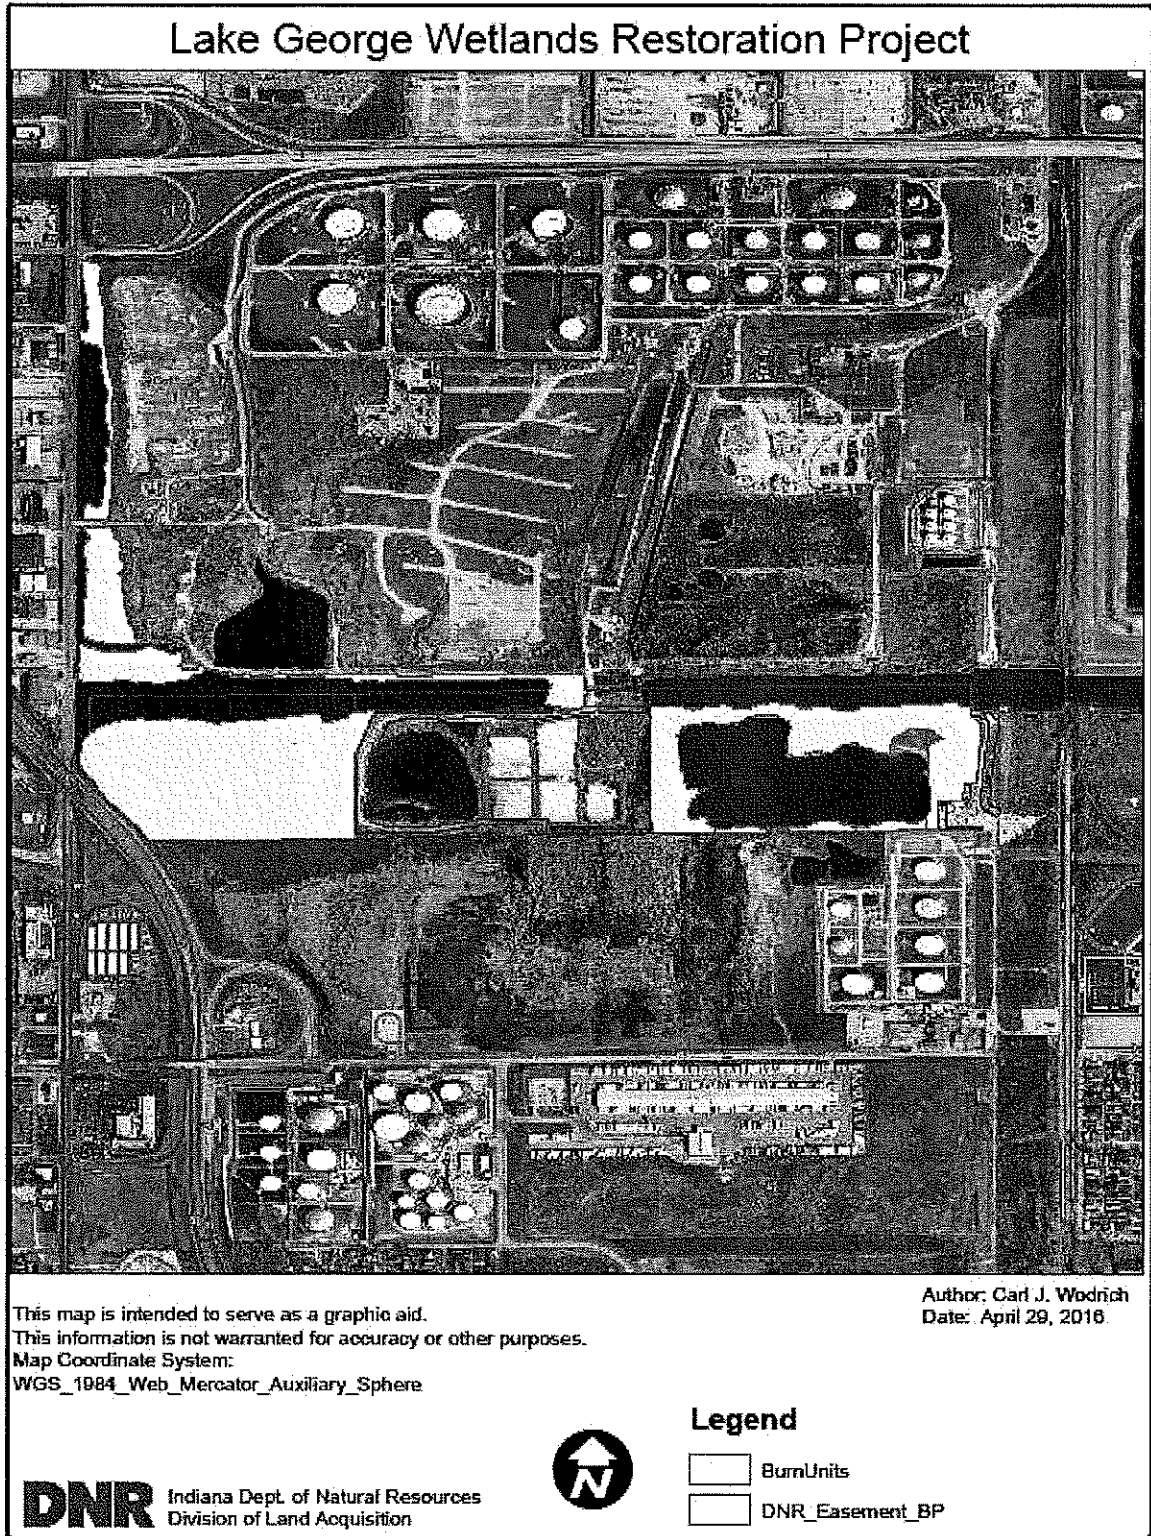 Lake George Wetlands Restoration Project
Author: Carl J. Wodrich
Date: April 29, 2016
This map is intended to serve as a graphic aid.
This information is not warranted for accuracy or other purposes.
Map Coordinate System:
WGS_1984_Web_Mercator_Auxiliary_Sphere
Legend
BurnUnits
DNR_Easement_BP
N
DNR
Indiana Dept. of Natural Resources
Division of Land Acquisition